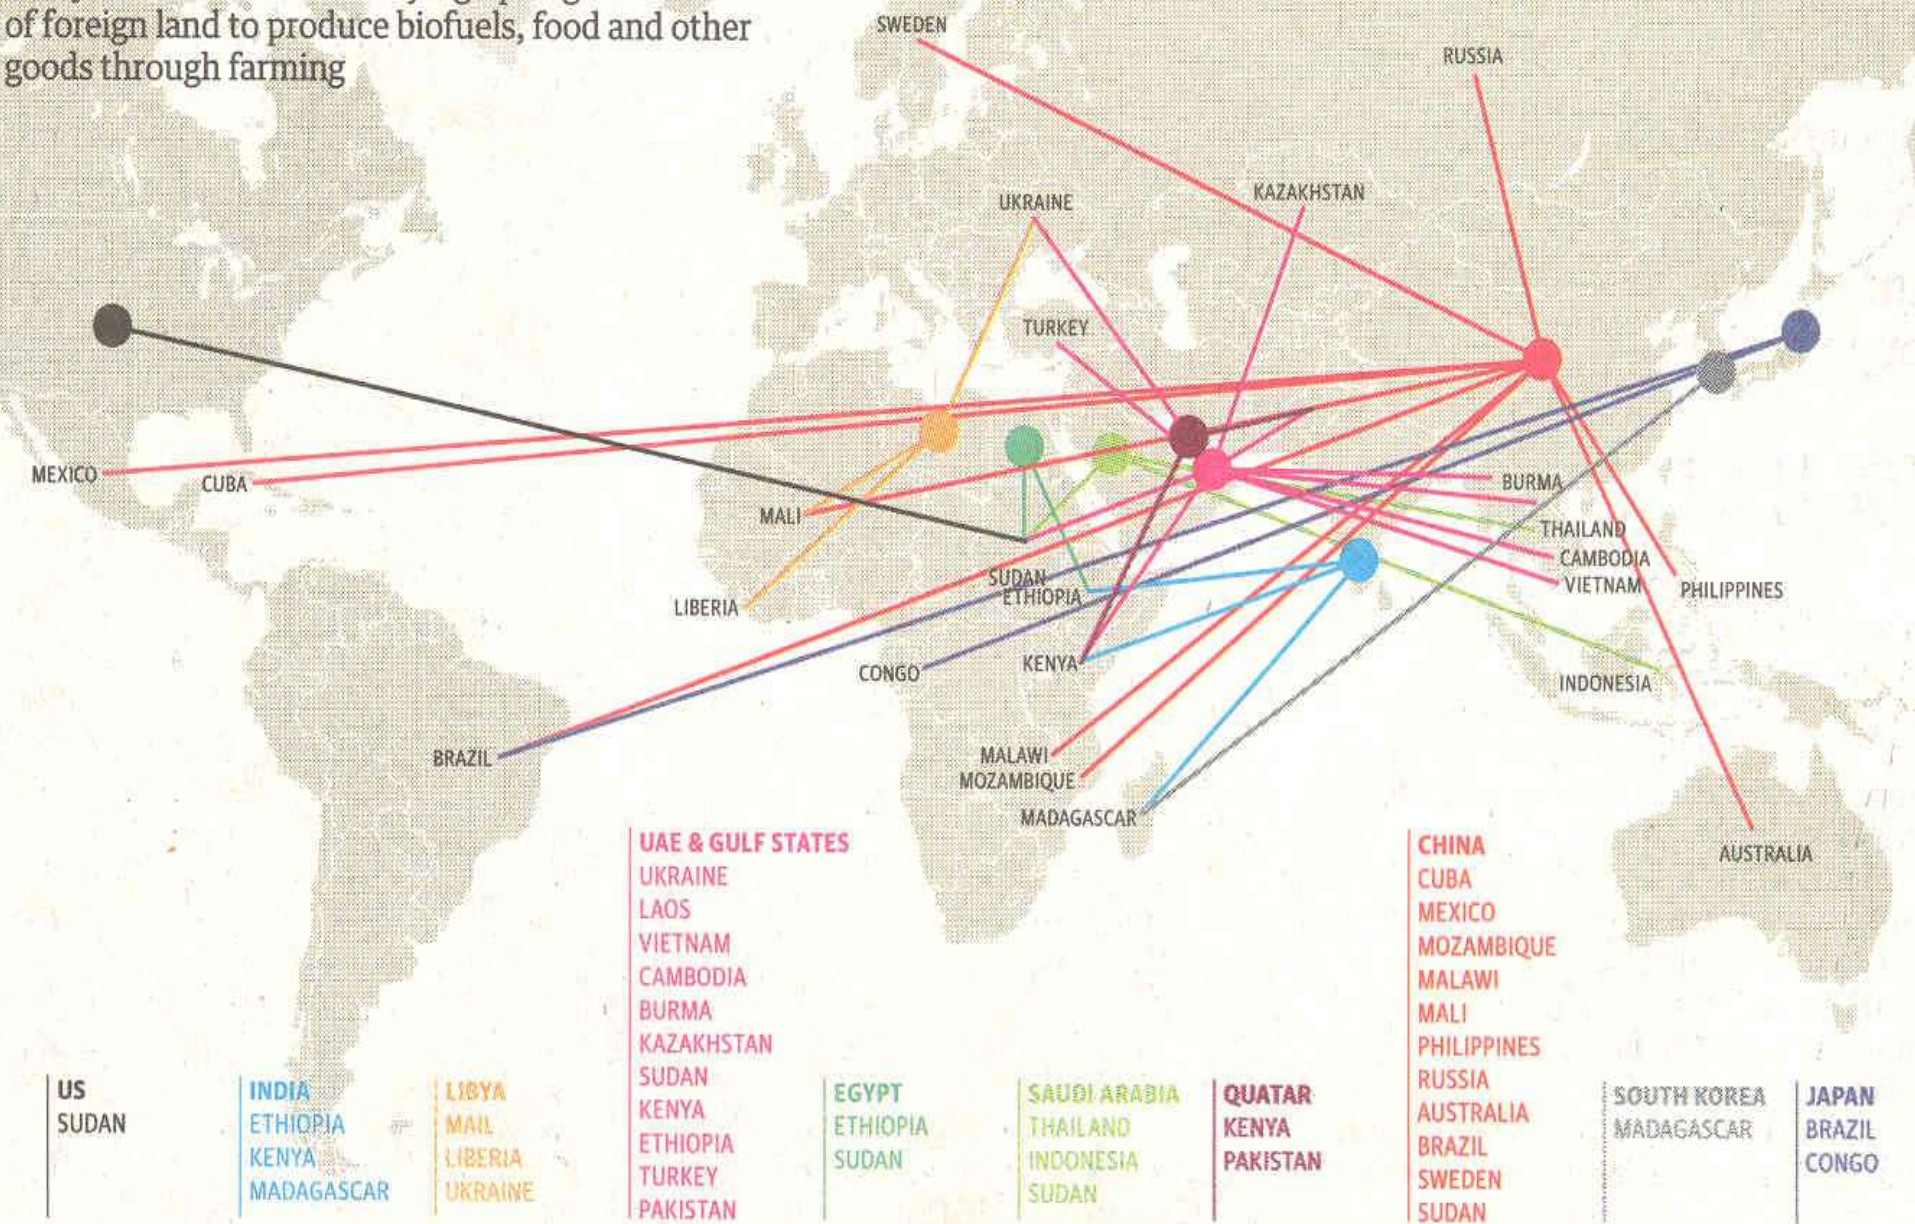 of foreign land to produce biofuels, food and other
goods through farming
SWEDEN
RUSSIA
UKRAINE
KAZAKHSTAN
TURKEY
MEXICO
CUBA
MALI
BURMA
THAILAND
CAMBODIA
VIETNAM
PHILIPPINES
SUDAN
ETHIOPIA
LIBERIA
CONGO
KENYA
INDONESIA
BRAZIL
MALAWI
MOZAMBIQUE
MADAGASCAR
AUSTRALIA
US
SUDAN
INDIA
ETHIOPIA
KENYA
MADAGASCAR
LIBYA
MAIL
LIBERIA
UKRAINE
UAE & GULF STATES
UKRAINE
LAOS
VIETNAM
CAMBODIA
BURMA
KAZAKHSTAN
SUDAN
KENYA
ETHIOPIA
TURKEY
PAKISTAN
EGYPT
ETHIOPIA
SUDAN
SAUDI ARABIA
THAILAND
INDONESIA
SUDAN
QUATAR
KENYA
PAKISTAN
CHINA
CUBA
MEXICO
MOZAMBIQUE
MALAWI
MALI
PHILIPPINES
RUSSIA
AUSTRALIA
BRAZIL
SWEDEN
SUDAN
SOUTH KOREA
MADAGASCAR
JAPAN
BRAZIL
CONGO